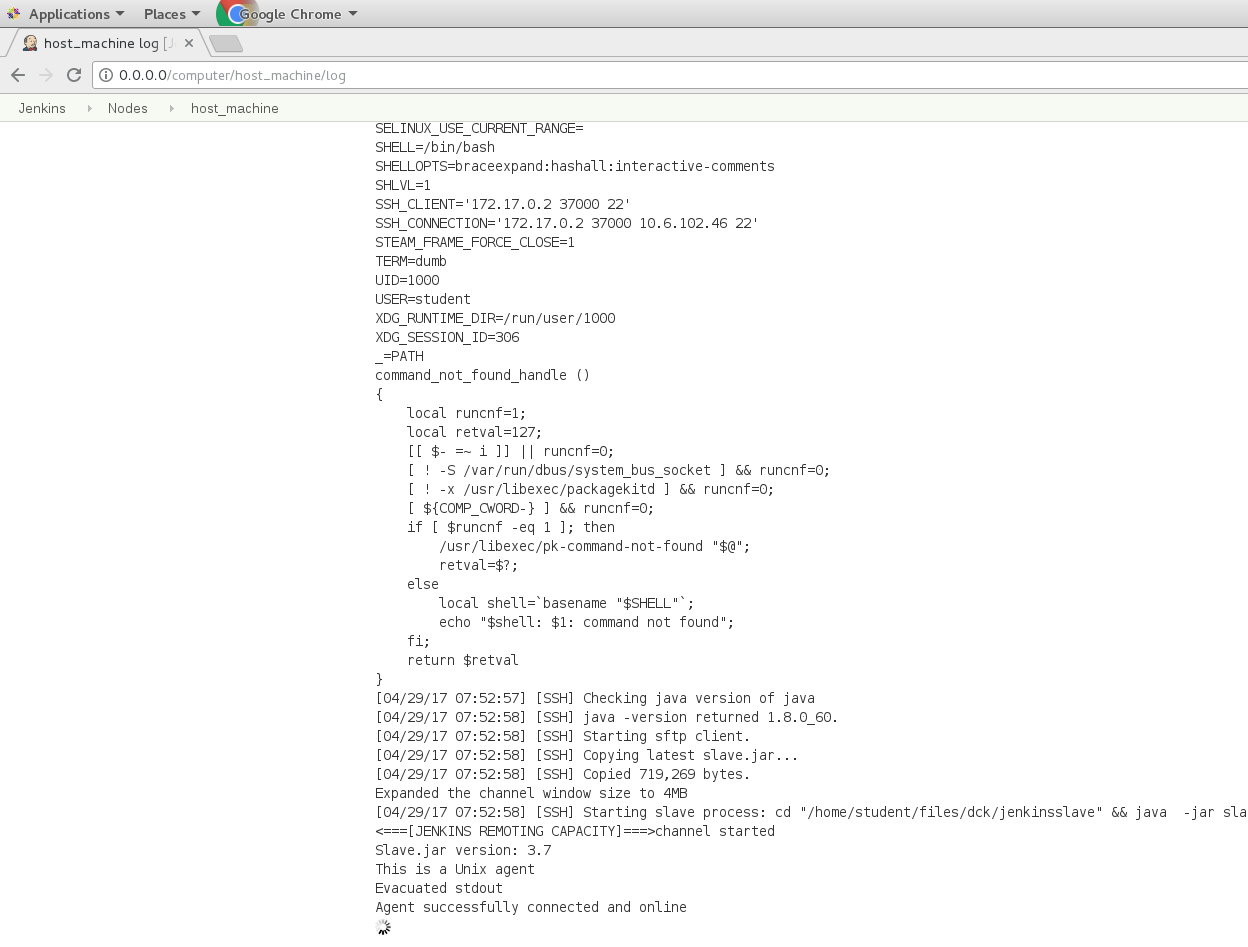 Applications Places Google Chrome
host_machine log [J
0.0.0.0/computer/host_machine/log
Jenkins Nodes host_machine
SELINUX_USE_CURRENT_RANGE=
SHELL=/bin/bash
SHELLOPTS=braceexpand:hashall:interactive-comments
SHLVL=1
SSH_CLIENT='172.17.0.2 37000 22'
SSH_CONNECTION='172.17.0.2 37000 10.6.102.46 22'
STEAM_FRAME_FORCE_CLOSE=1
TERM=dumb
UID=1000
USER=student
XDG_RUNTIME_DIR=/run/user/1000
XDG_SESSION_ID=306
_=PATH
command_not_found_handle ()
{
    local runcnf=1;
    local retval=127;
    [[ $- =~ i ]] || runcnf=0;
    [ ! -S /var/run/dbus/system_bus_socket ] && runcnf=0;
    [ ! -x /usr/libexec/packagekitd ] && runcnf=0;
    [ ${COMP_CWORD-} ] && runcnf=0;
    if [ $runcnf -eq 1 ]; then
        /usr/libexec/pk-command-not-found "$@";
        retval=$?;
    else
        local shell=`basename "$SHELL"`;
        echo "$shell: $1: command not found";
    fi;
    return $retval
}
[04/29/17 07:52:57] [SSH] Checking java version of java
[04/29/17 07:52:58] [SSH] java -version returned 1.8.0_60.
[04/29/17 07:52:58] [SSH] Starting sftp client.
[04/29/17 07:52:58] [SSH] Copying latest slave.jar...
[04/29/17 07:52:58] [SSH] Copied 719,269 bytes.
Expanded the channel window size to 4MB
[04/29/17 07:52:58] [SSH] Starting slave process: cd "/home/student/files/dck/jenkinsslave" && java  -jar sla
<===[JENKINS REMOTING CAPACITY]===>channel started
Slave.jar version: 3.7
This is a Unix agent
Evacuated stdout
Agent successfully connected and online